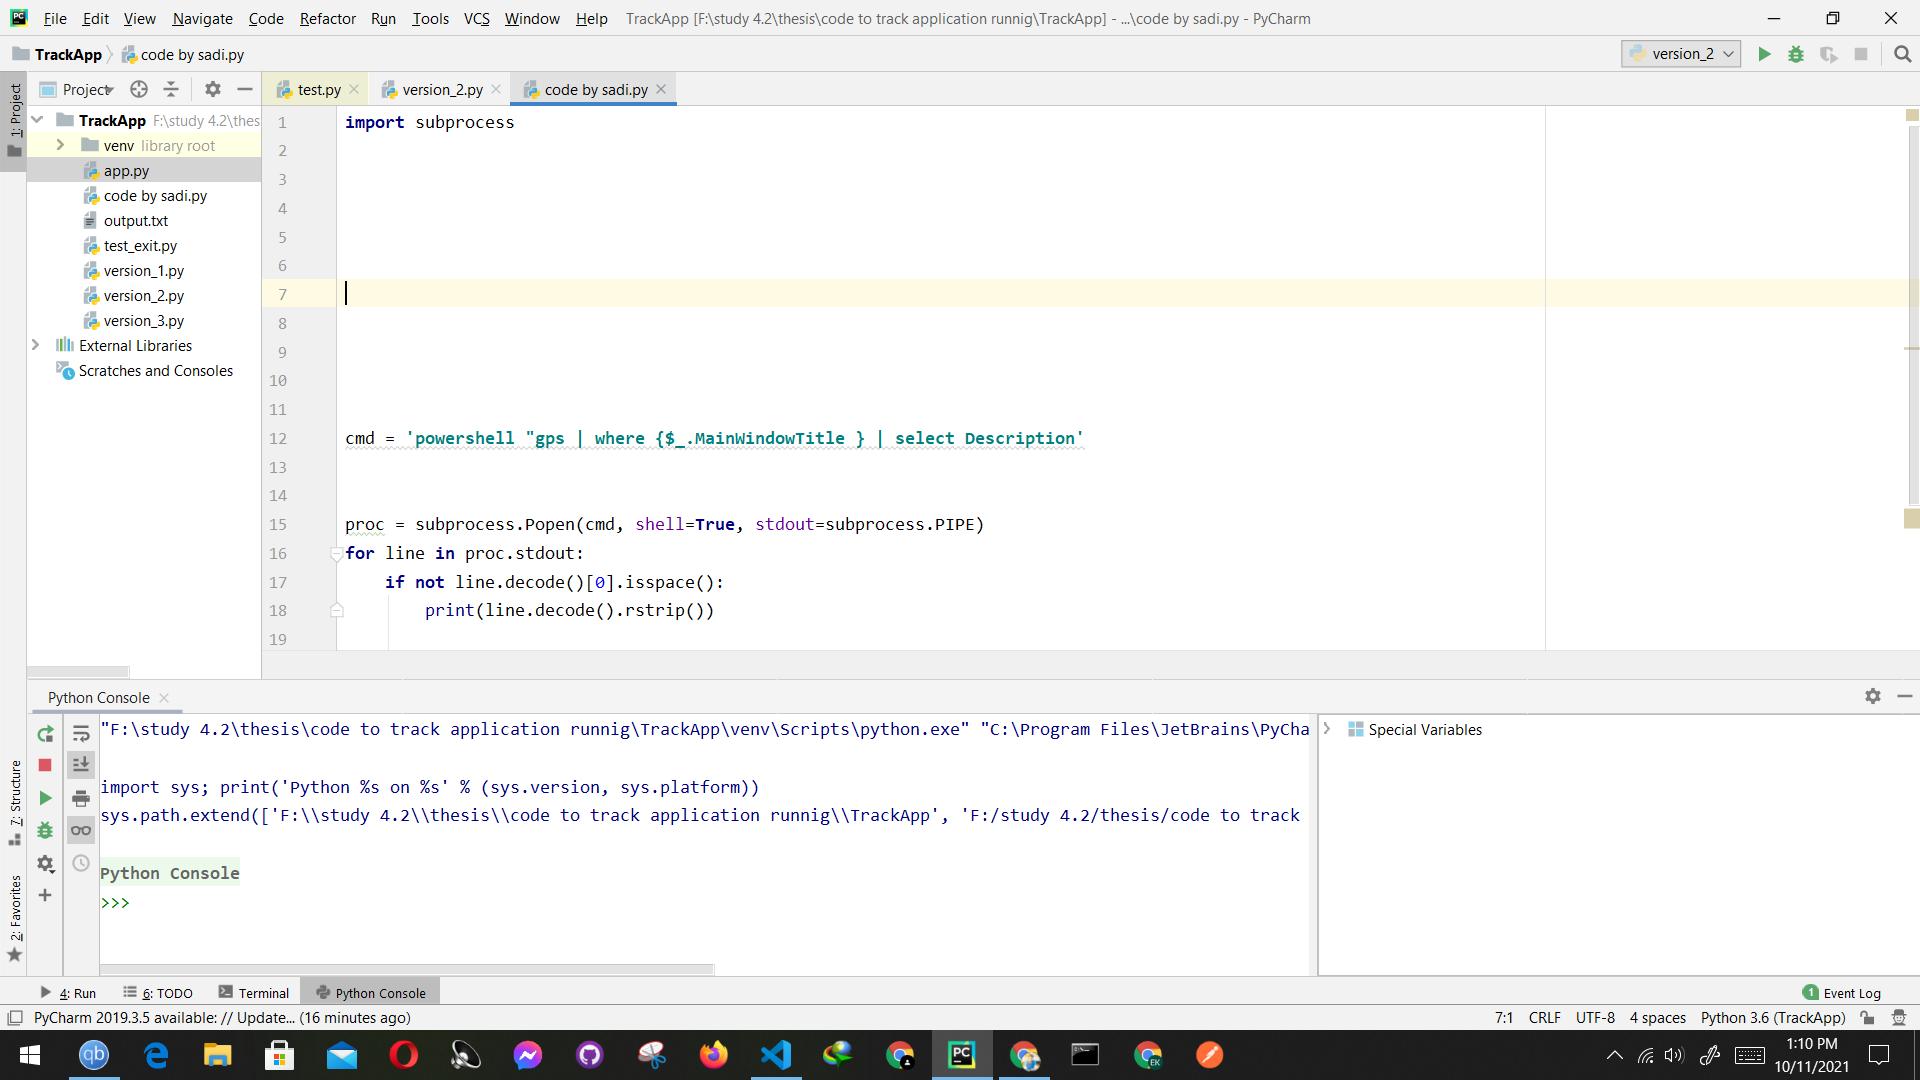 File Edit View Navigate Code Refactor Run Tools VCS Window Help TrackApp [F:\study 4.2\thesis\code to track application runnig\TrackApp] - ...\code by sadi.py - PyCharm
TrackApp code by sadi.py version_2
1: Project
Project
test.py version_2.py code by sadi.py
TrackApp F:\study 4.2\thes
venv library root
app.py
code by sadi.py
output.txt
test_exit.py
version_1.py
version_2.py
version_3.py
External Libraries
Scratches and Consoles
1 import subprocess
2
3
4
5
6
7
8
9
10
11
12 cmd = 'powershell "gps | where {$_.MainWindowTitle } | select Description'
13
14
15 proc = subprocess.Popen(cmd, shell=True, stdout=subprocess.PIPE)
16 for line in proc.stdout:
17 if not line.decode()[0].isspace():
18 print(line.decode().rstrip())
19
Python Console
"F:\study 4.2\thesis\code to track application runnig\TrackApp\venv\Scripts\python.exe" "C:\Program Files\JetBrains\PyCha
import sys; print('Python %s on %s' % (sys.version, sys.platform))
sys.path.extend(['F:\\study 4.2\\thesis\\code to track application runnig\\TrackApp', 'F:/study 4.2/thesis/code to track
Python Console
>>>
Special Variables
7: Structure
2: Favorites
4: Run 6: TODO Terminal Python Console 1 Event Log
PyCharm 2019.3.5 available: // Update... (16 minutes ago) 7:1 CRLF UTF-8 4 spaces Python 3.6 (TrackApp)
qb PC EK
1:10 PM
10/11/2021